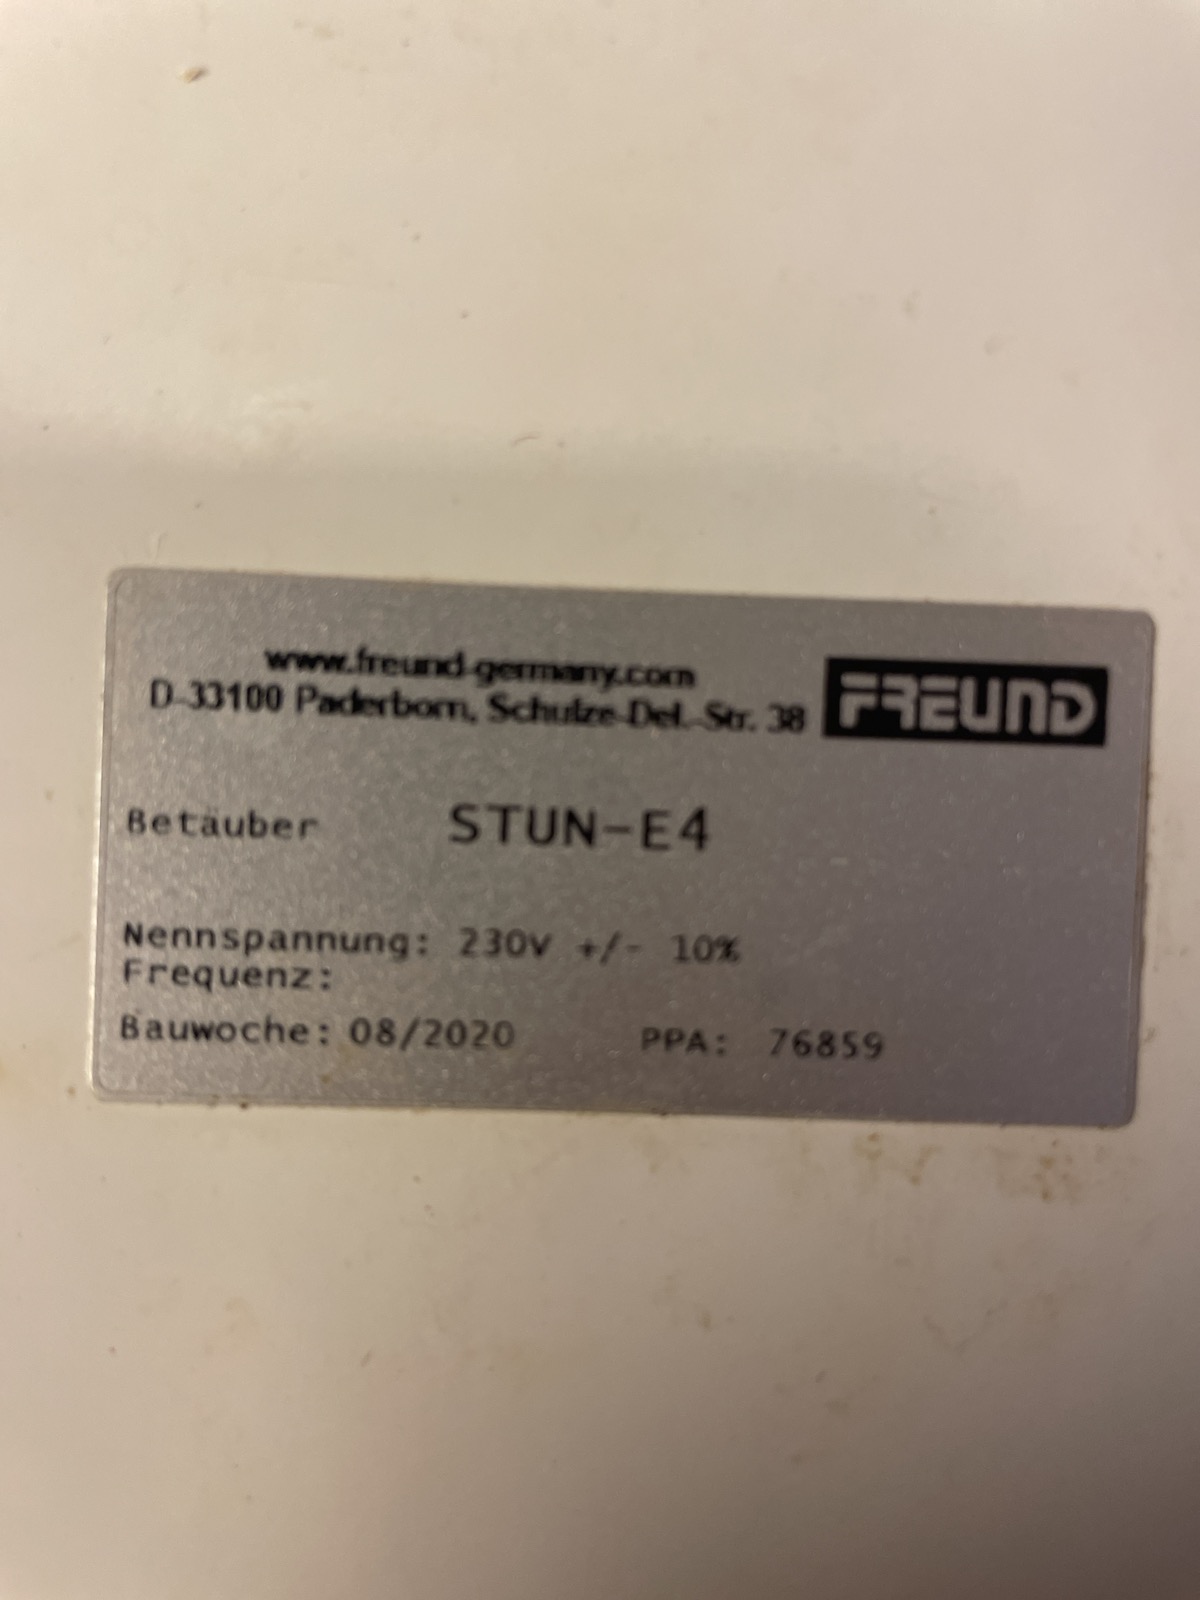 www.freund-germany.com
D-33100 Paderborn, Schulze-Del.-Str. 38
FREUND
Betäuber STUN-E4
Nennspannung: 230V +/- 10%
Frequenz:
Bauwoche: 08/2020 PPA: 76859